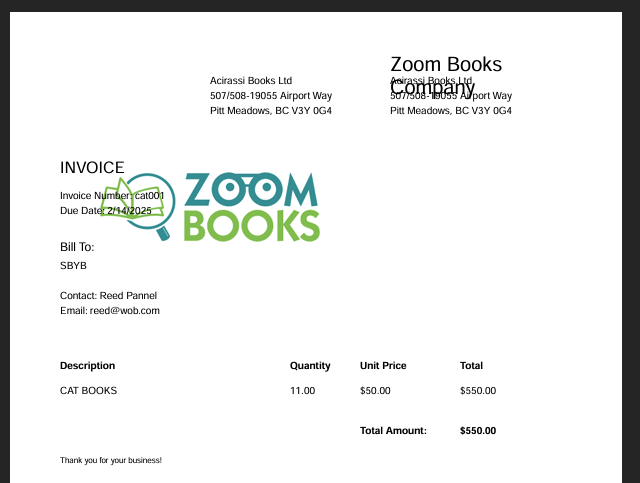 Zoom Books
Company
Acirassi Books Ltd
507/508-19055 Airport Way
Pitt Meadows, BC V3Y 0G4
Acirassi Books Ltd
507/508-19055 Airport Way
Pitt Meadows, BC V3Y 0G4
INVOICE
Invoice Number: cat001
Due Date: 2/14/2025
ZOOM
BOOKS
Bill To:
SBYB
Contact: Reed Pannel
Email: reed@wob.com
Description Quantity Unit Price Total
CAT BOOKS 11.00 $50.00 $550.00
Total Amount: $550.00
Thank you for your business!